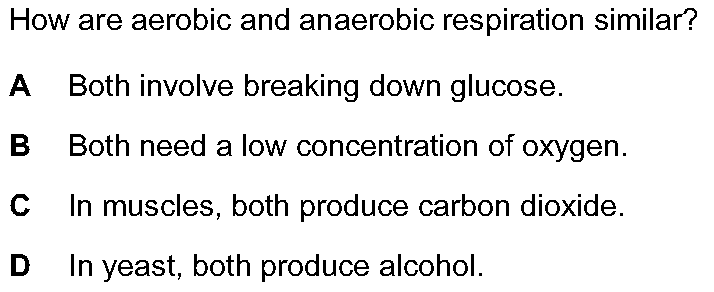 How are aerobic and anaerobic respiration similar?
A Both involve breaking down glucose.
B Both need a low concentration of oxygen.
C In muscles, both produce carbon dioxide.
D In yeast, both produce alcohol.